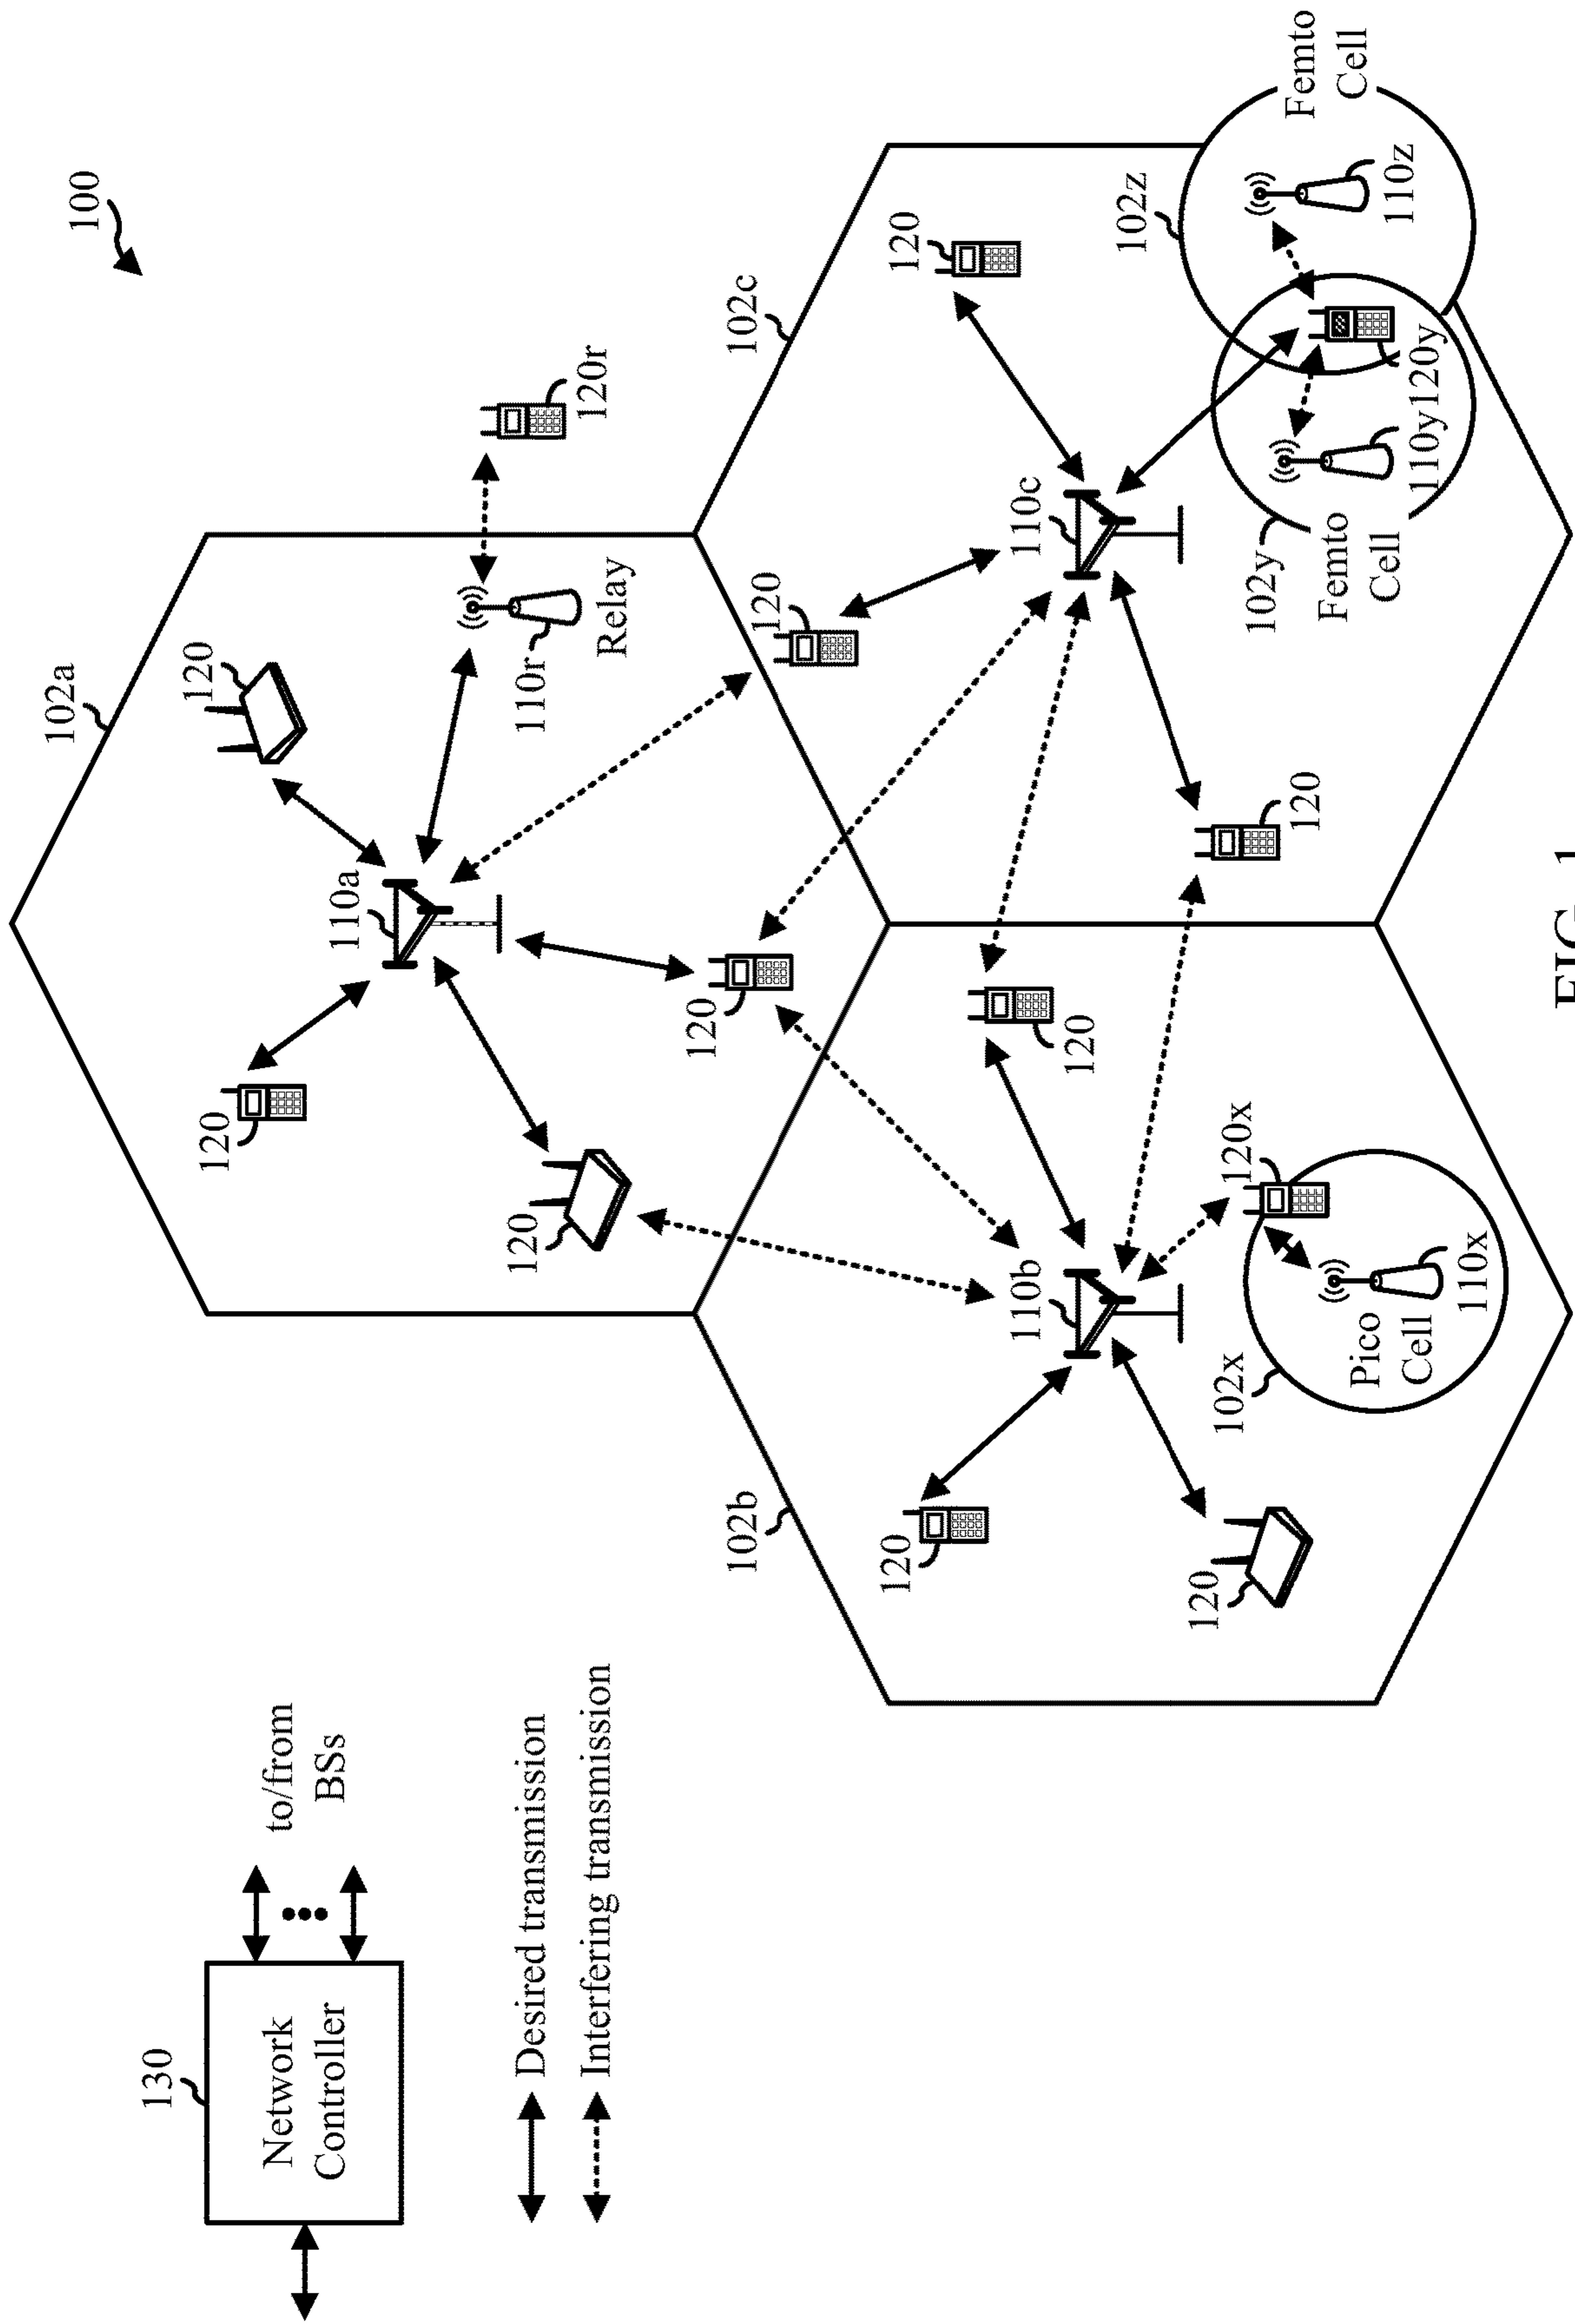 100
130
Network
Controller
to/from
BSs
Desired transmission
Interfering transmission
102a
120
120
110a
120
120
110r
Relay
120r
120
120
102b
102c
120
110b
120
120
120
102x
Pico
Cell
110x
120x
110c
120
120
102y
Femto
Cell
110y
120y
102z
110z
Femto
Cell
FIG. 1